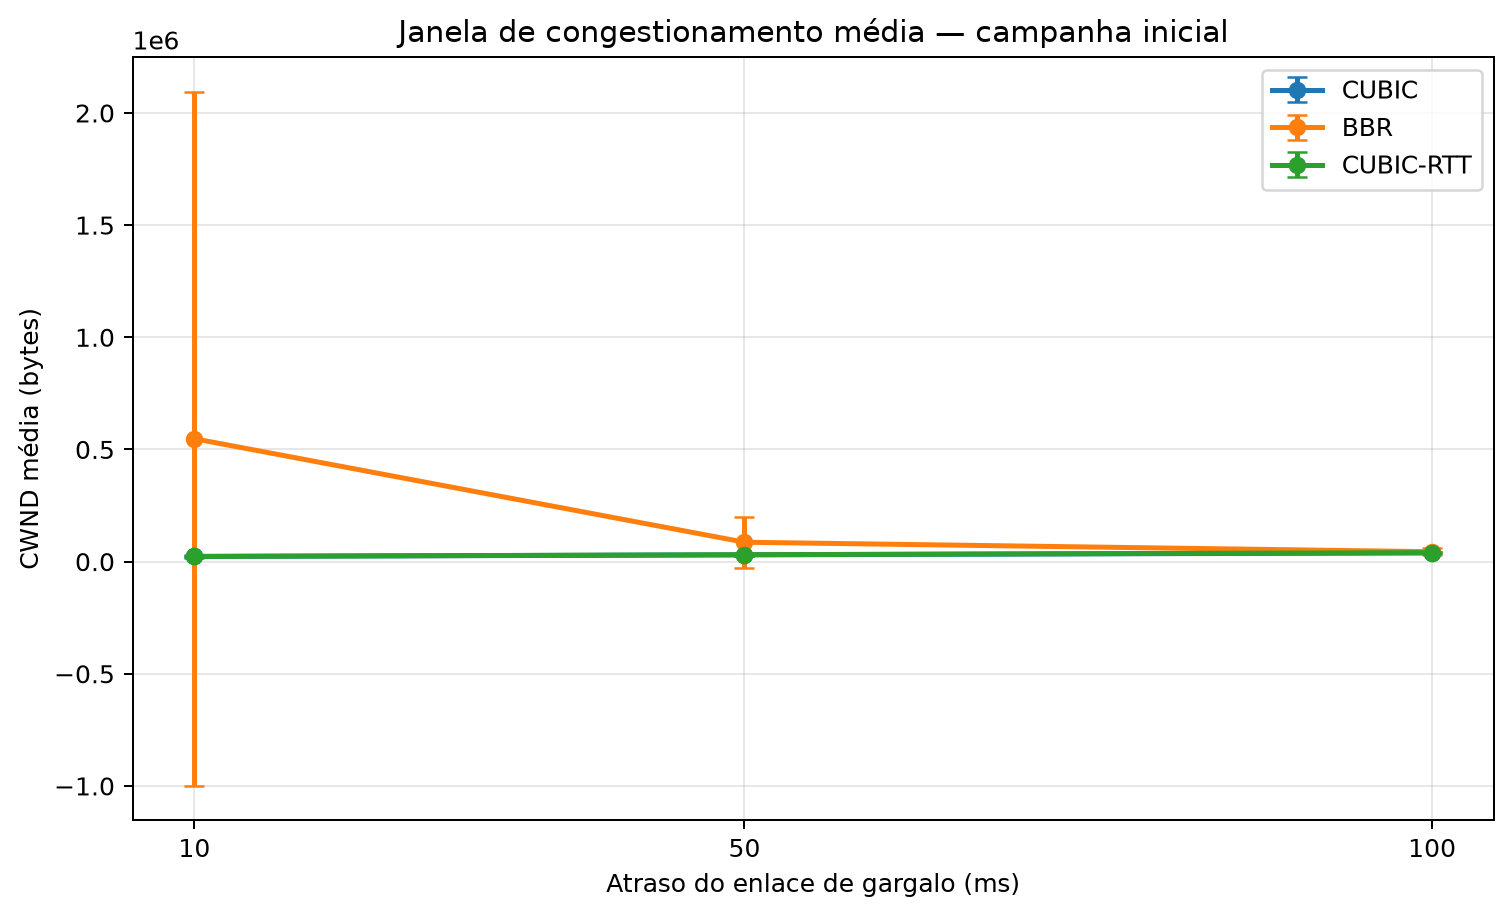 Janela de congestionamento média — campanha inicial
1e6
CUBIC
BBR
CUBIC-RTT
2.0
1.5
1.0
0.5
0.0
−0.5
−1.0
CWND média (bytes)
10
50
100
Atraso do enlace de gargalo (ms)